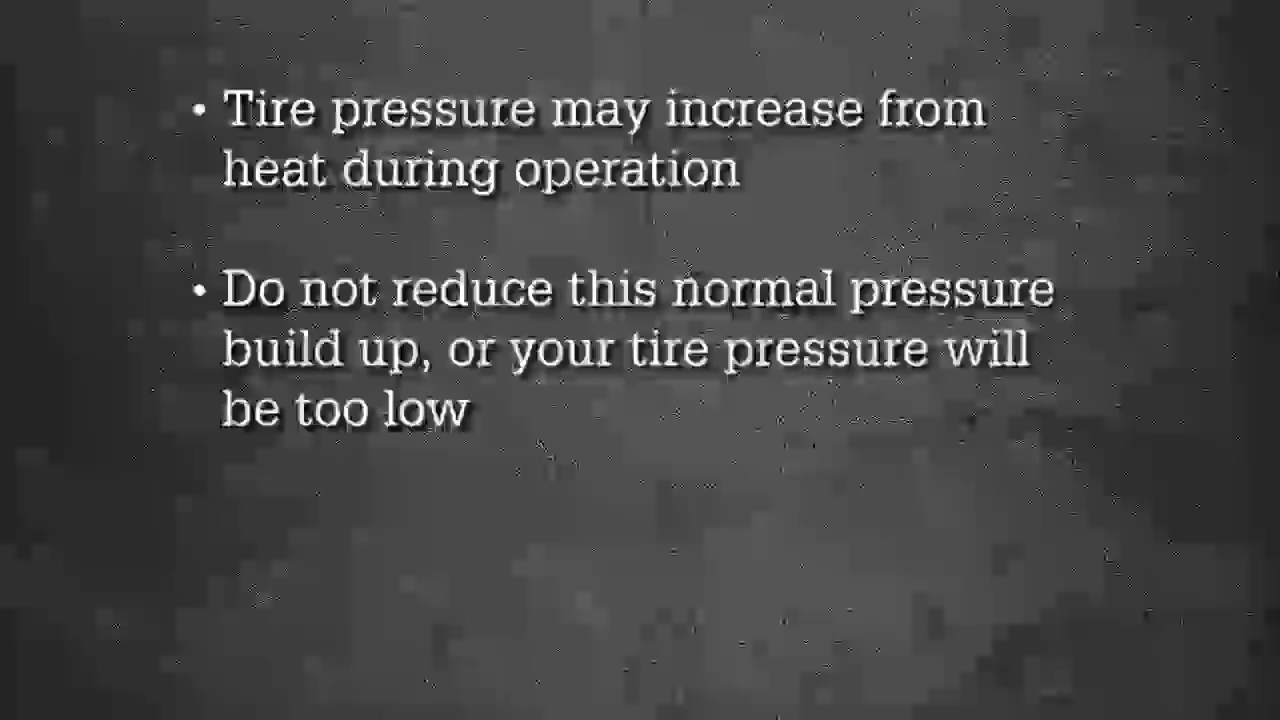 • Tire pressure may increase from
heat during operation
• Do not reduce this normal pressure
build up, or your tire pressure will
be too low